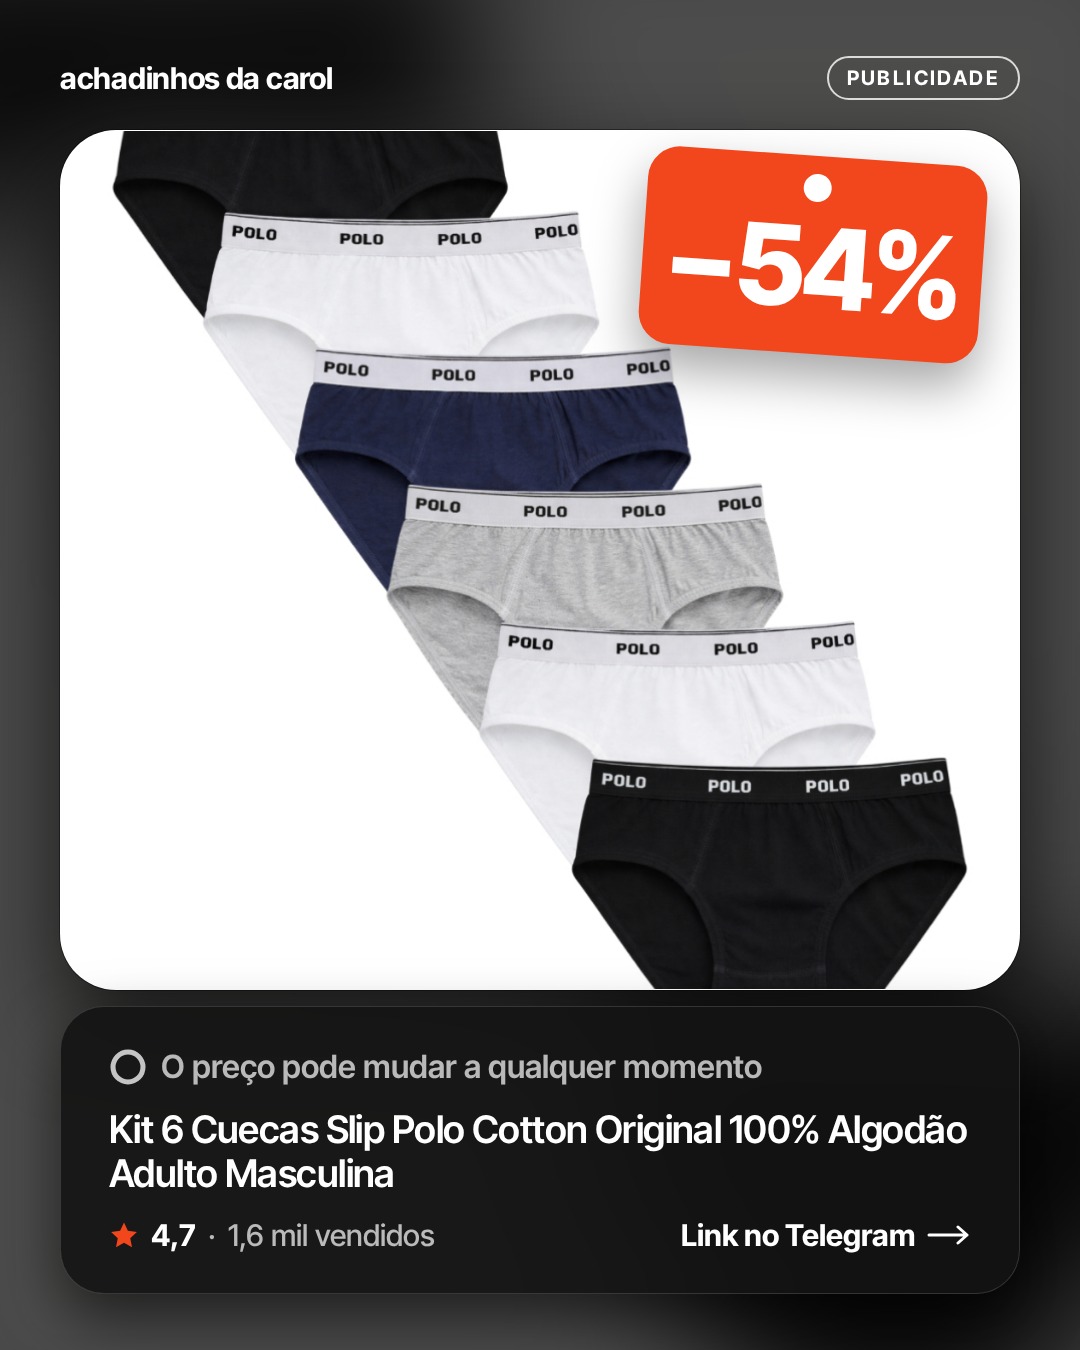 achadinhos da carol
PUBLICIDADE
–54%
POLO POLO POLO POLO
POLO POLO POLO POLO
POLO POLO POLO POLO
POLO POLO POLO POLO
POLO POLO POLO POLO
O preço pode mudar a qualquer momento
Kit 6 Cuecas Slip Polo Cotton Original 100% Algodão
Adulto Masculina
4,7 · 1,6 mil vendidos
Link no Telegram →